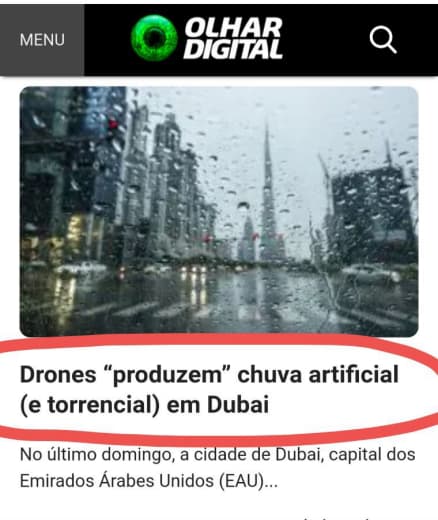 MENU
OLHAR
DIGITAL
Drones “produzem” chuva artificial
(e torrencial) em Dubai
No último domingo, a cidade de Dubai, capital dos
Emirados Árabes Unidos (EAU)...